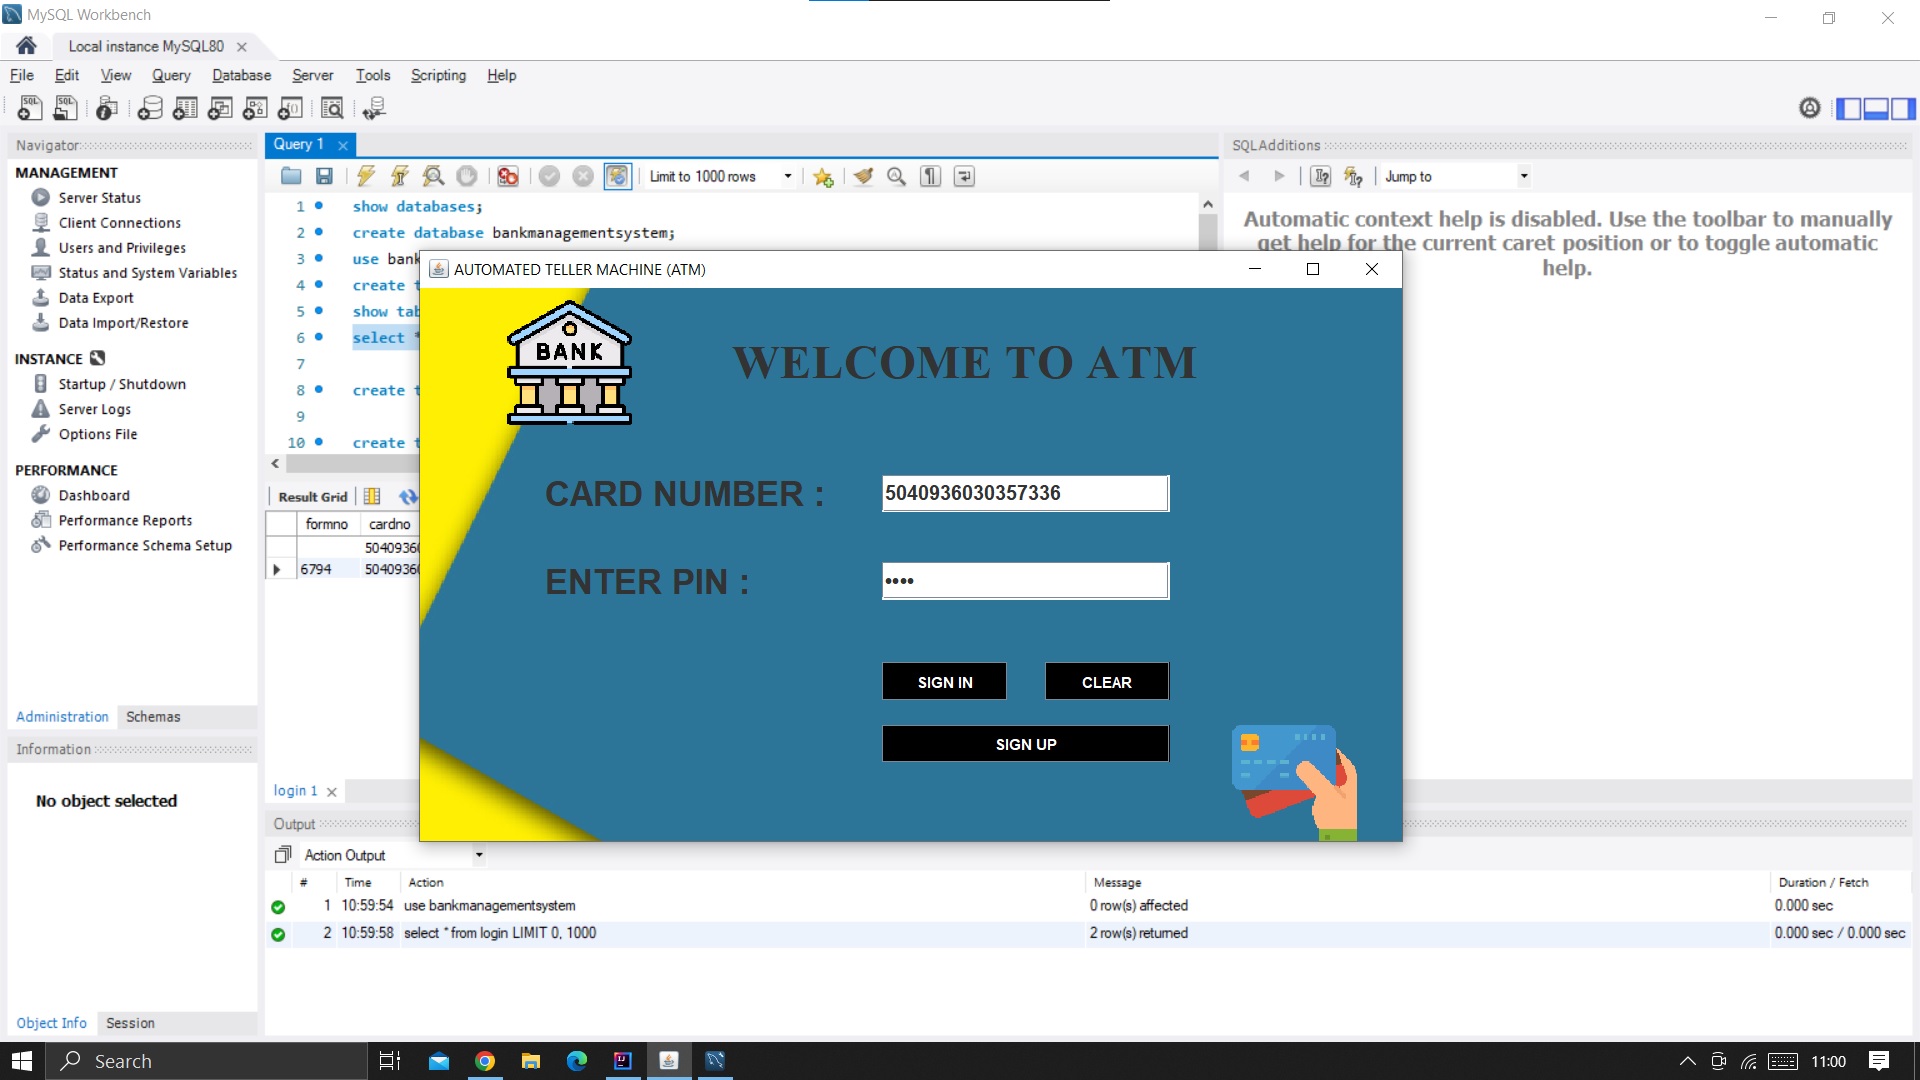 MySQL Workbench
Local instance MySQL80
File Edit View Query Database Server Tools Scripting Help
Navigator
MANAGEMENT
Server Status
Client Connections
Users and Privileges
Status and System Variables
Data Export
Data Import/Restore
INSTANCE
Startup / Shutdown
Server Logs
Options File
PERFORMANCE
Dashboard
Performance Reports
Performance Schema Setup
Administration Schemas
Information
No object selected
Object Info Session
Query 1
Limit to 1000 rows
1 show databases;
2 create database bankmanagementsystem;
3 use bank
4 create t
5 show tab
6 select *
7
8 create t
9
10 create t
Result Grid
formno cardno
5040936
6794 5040936
login 1
SQLAdditions
Jump to
Automatic context help is disabled. Use the toolbar to manually
get help for the current caret position or to toggle automatic
help.
AUTOMATED TELLER MACHINE (ATM)
BANK
WELCOME TO ATM
CARD NUMBER : 5040936030357336
ENTER PIN : ••••
SIGN IN CLEAR
SIGN UP
Output
Action Output
# Time Action Message Duration / Fetch
1 10:59:54 use bankmanagementsystem 0 row(s) affected 0.000 sec
2 10:59:58 select * from login LIMIT 0, 1000 2 row(s) returned 0.000 sec / 0.000 sec
Search
11:00